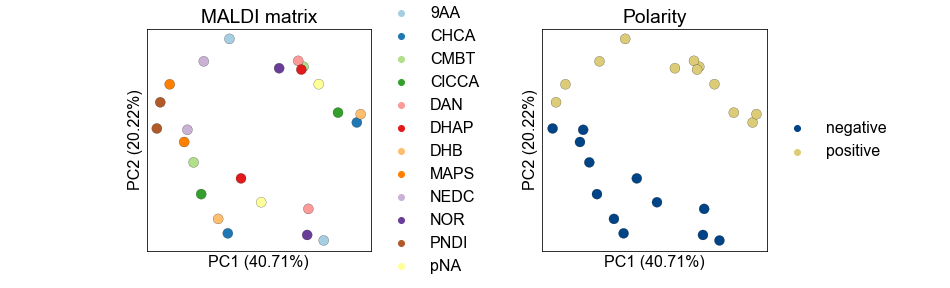 MALDI matrix
PC2 (20.22%)
PC1 (40.71%)
9AA
CHCA
CMBT
ClCCA
DAN
DHAP
DHB
MAPS
NEDC
NOR
PNDI
pNA
Polarity
PC2 (20.22%)
PC1 (40.71%)
negative
positive